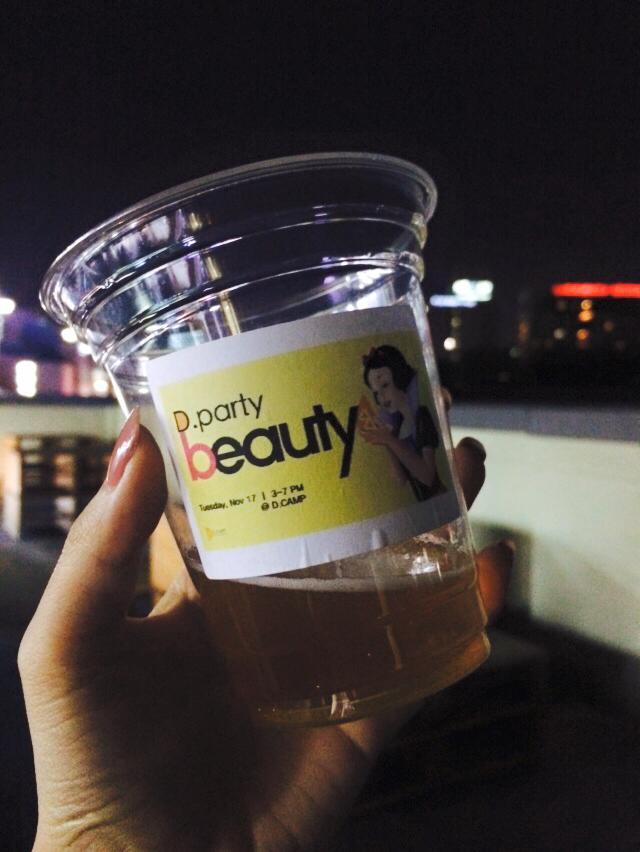 D.party
beauty
Tuesday, Nov 17 | 3-7 PM
@ D.CAMP